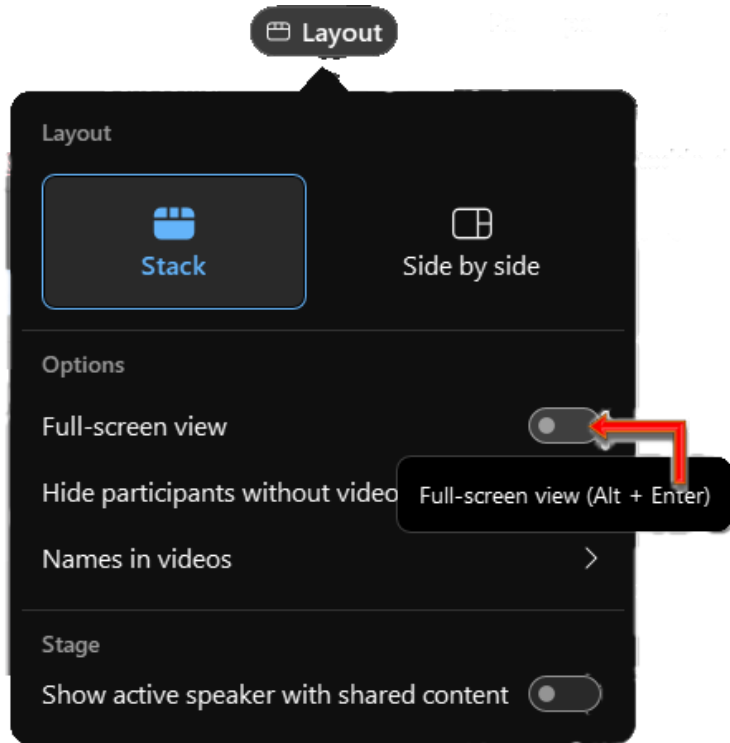 Layout
Layout
Stack
Side by side
Options
Full-screen view
Hide participants without video
Full-screen view (Alt + Enter)
Names in videos
Stage
Show active speaker with shared content